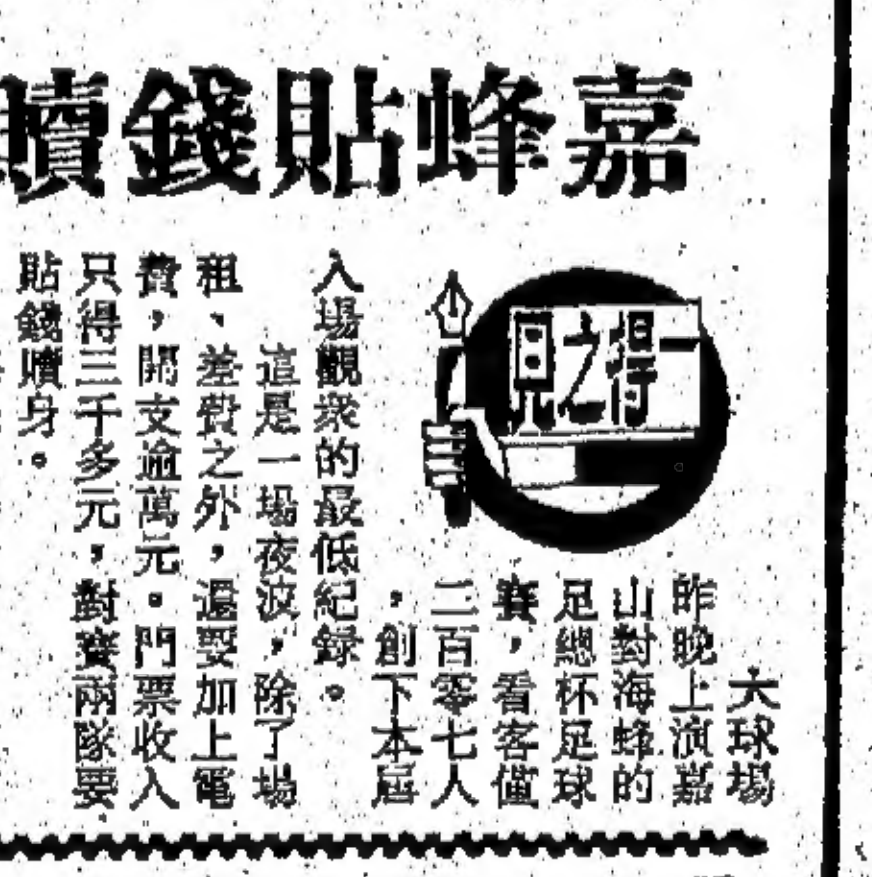 嘉蜂貼錢贖
一得之見
大球場
昨晚上演嘉
山對海蜂的
足總杯足球
賽，看客僅
二百零七人
，創下本屆
入場觀衆的最低紀錄。
這是一場夜波，除了場
租、差費之外，還要加上電
費，開支逾萬元。門票收入
只得三千多元，對賽兩隊要
貼錢贖身。